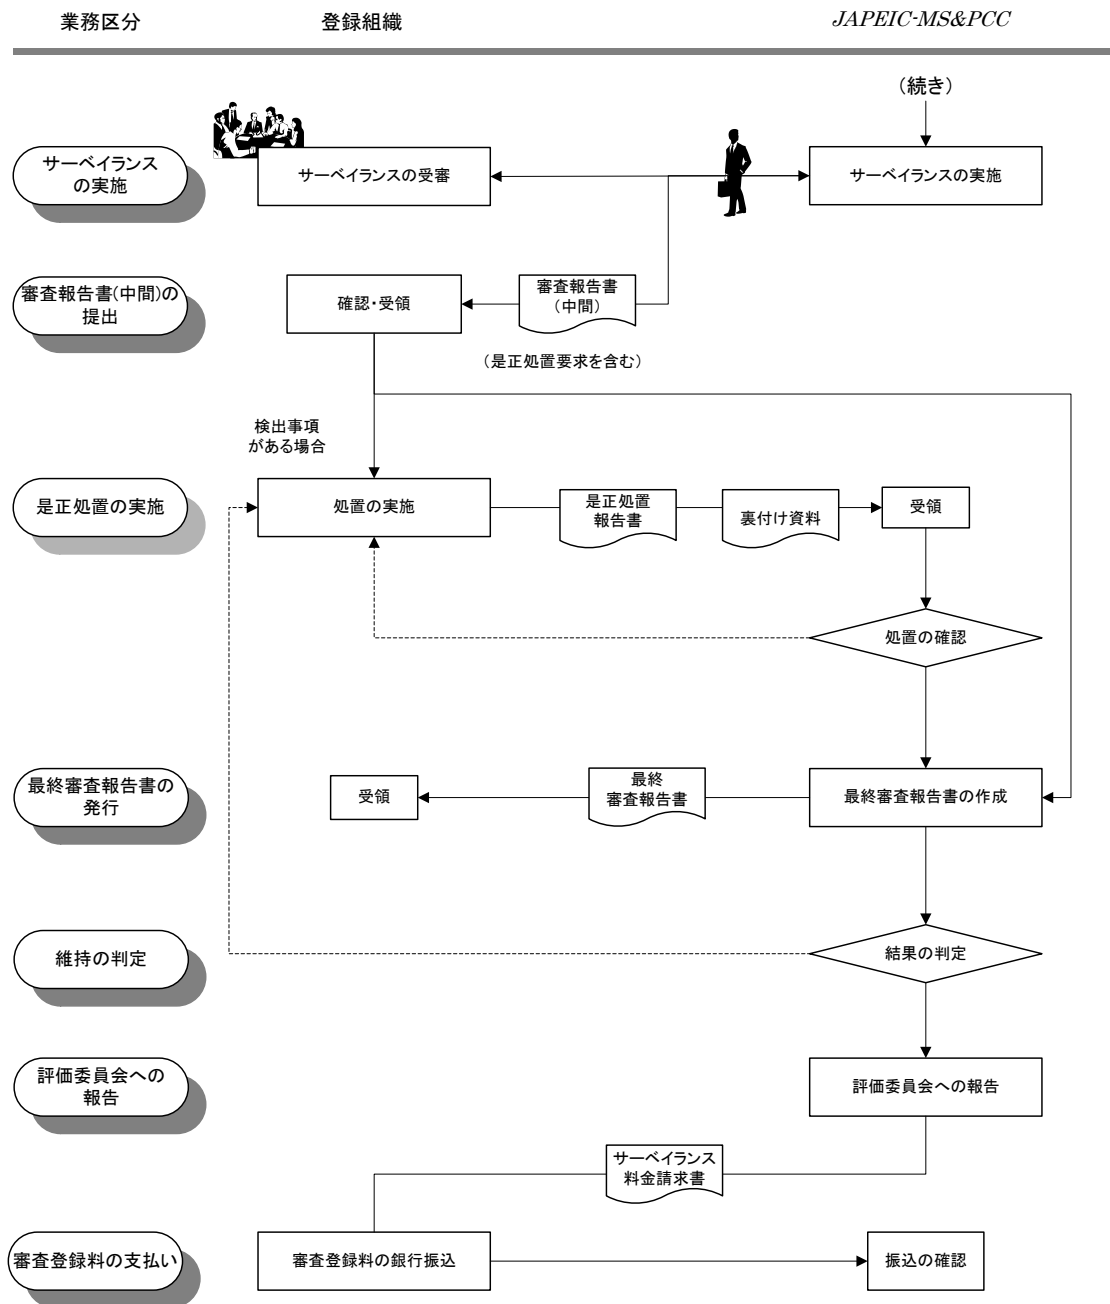 業務区分
登録組織
JAPEIC-MS&PCC
(続き)
サーベイランス
の実施
サーベイランスの受審
サーベイランスの実施
審査報告書(中間)の
提出
確認・受領
審査報告書
(中間)
(是正処置要求を含む)
検出事項
がある場合
是正処置の実施
処置の実施
是正処置
報告書
裏付け資料
受領
処置の確認
最終審査報告書の
発行
受領
最終
審査報告書
最終審査報告書の作成
維持の判定
結果の判定
評価委員会への
報告
評価委員会への報告
サーベイランス
料金請求書
審査登録料の支払い
審査登録料の銀行振込
振込の確認